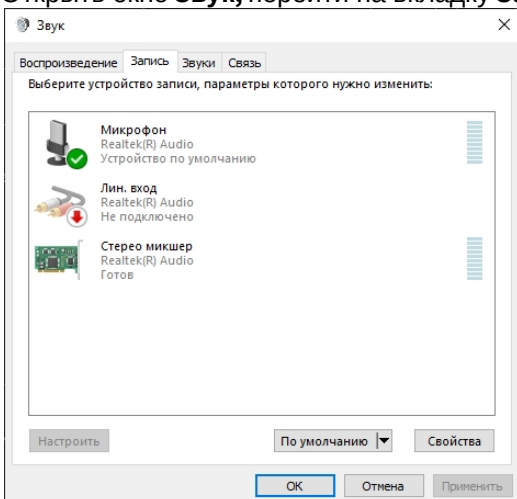 Звук
Воспроизведение Запись Звуки Связь
Выберите устройство записи, параметры которого нужно изменить:
Микрофон
Realtek(R) Audio
Устройство по умолчанию
Лин. вход
Realtek(R) Audio
Не подключено
Стерео микшер
Realtek(R) Audio
Готов
Настроить По умолчанию Свойства
ОК Отмена Применить